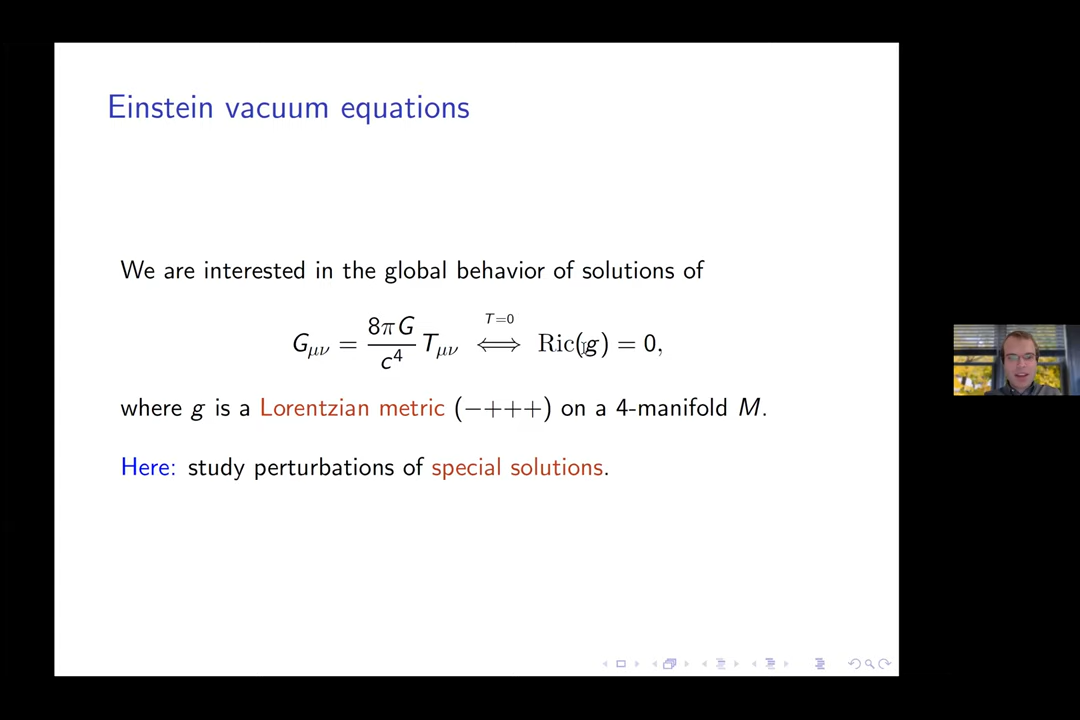 Einstein vacuum equations
We are interested in the global behavior of solutions of
G_{μν} = \frac{8πG}{c^4} T_{μν} \overset{T=0}{⟺} Ric(g) = 0,
where g is a Lorentzian metric (−+++) on a 4-manifold M.
Here: study perturbations of special solutions.